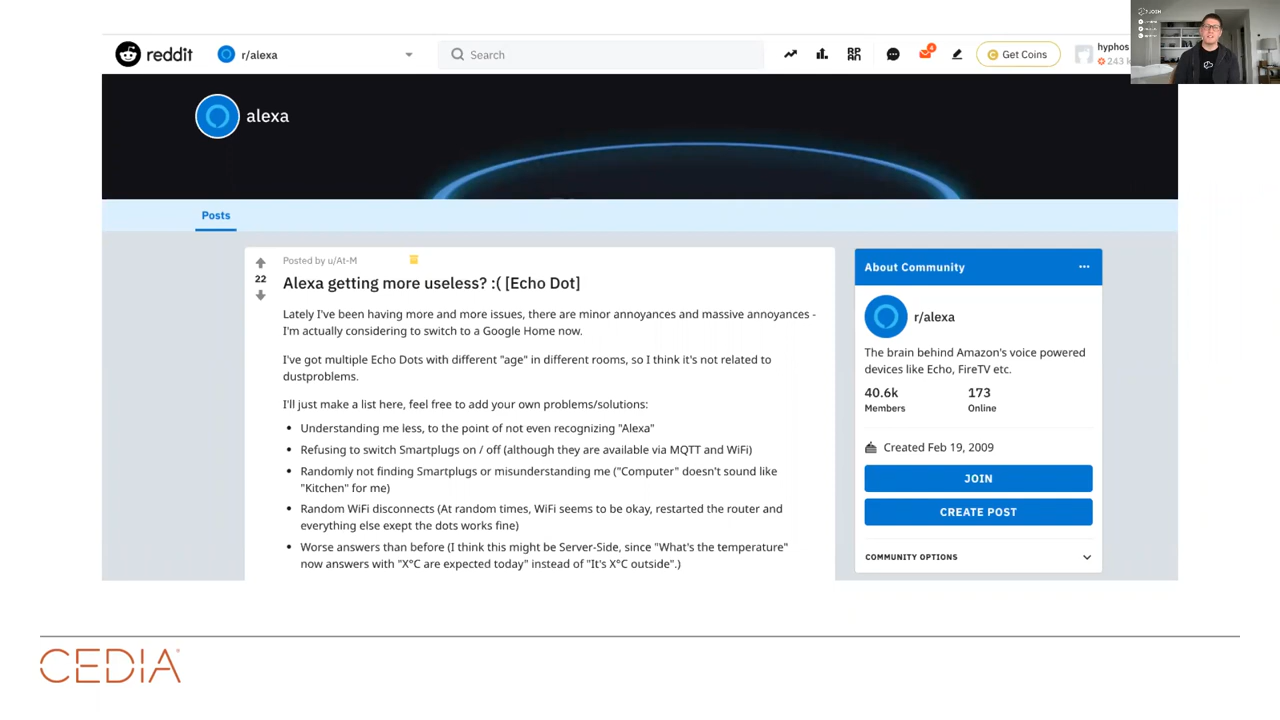 reddit
r/alexa
Search
Get Coins
hyphos
243 k
JOSH
alexa
Posts
Posted by u/At-M
22
Alexa getting more useless? :( [Echo Dot]
Lately I've been having more and more issues, there are minor annoyances and massive annoyances -
I'm actually considering to switch to a Google Home now.
I've got multiple Echo Dots with different "age" in different rooms, so I think it's not related to
dustproblems.
I'll just make a list here, feel free to add your own problems/solutions:
• Understanding me less, to the point of not even recognizing "Alexa"
• Refusing to switch Smartplugs on / off (although they are available via MQTT and WiFi)
• Randomly not finding Smartplugs or misunderstanding me ("Computer" doesn't sound like
"Kitchen" for me)
• Random WiFi disconnects (At random times, WiFi seems to be okay, restarted the router and
everything else exept the dots works fine)
• Worse answers than before (I think this might be Server-Side, since "What's the temperature"
now answers with "X°C are expected today" instead of "It's X°C outside".)
About Community
r/alexa
The brain behind Amazon's voice powered
devices like Echo, FireTV etc.
40.6k 173
Members Online
Created Feb 19, 2009
JOIN
CREATE POST
COMMUNITY OPTIONS
CEDIA